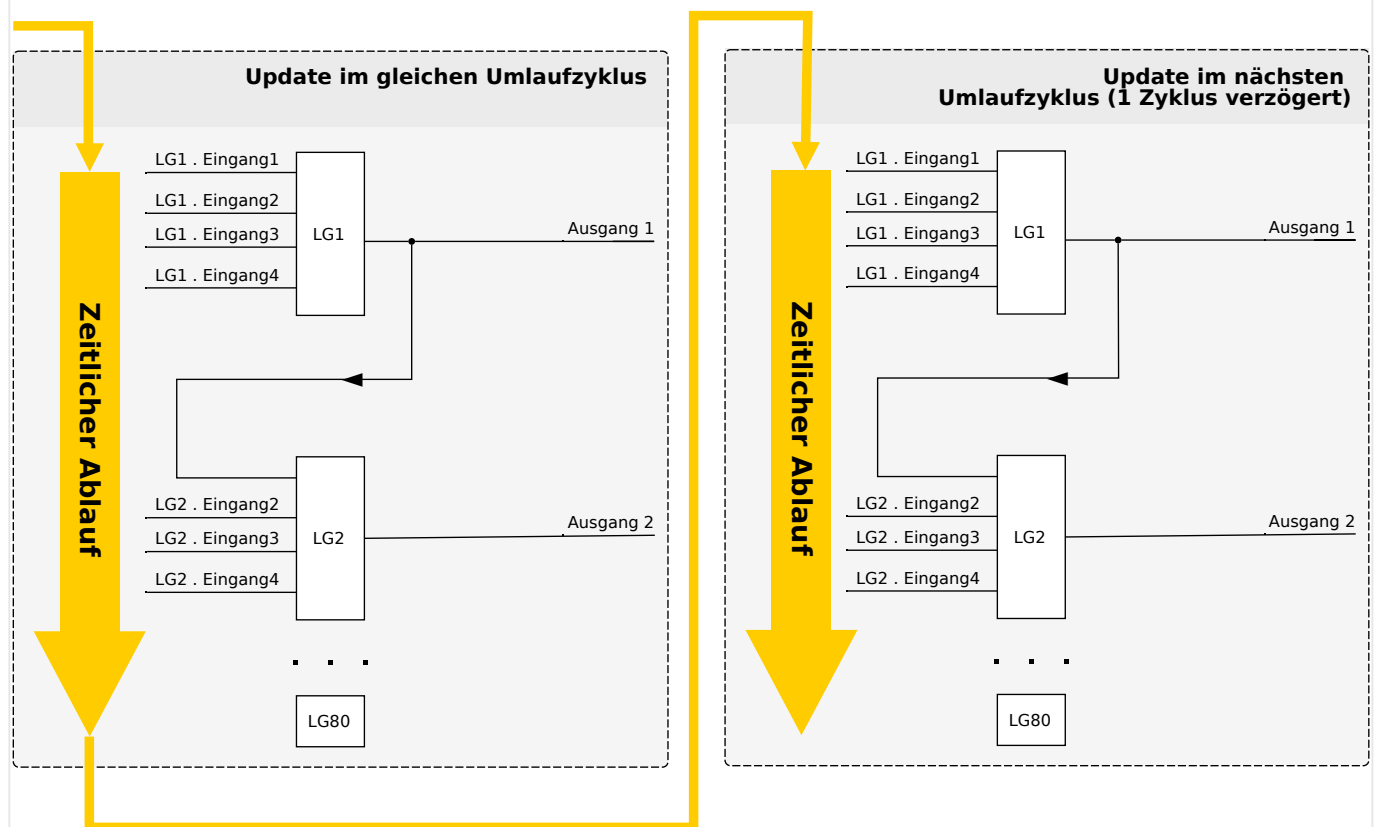 Update im gleichen Umlaufzyklus
LG1 . Eingang1
LG1 . Eingang2
LG1 . Eingang3
LG1 . Eingang4
LG1
Ausgang 1
Zeitlicher Ablauf
LG2 . Eingang2
LG2 . Eingang3
LG2 . Eingang4
LG2
Ausgang 2
. . .
LG80
Update im nächsten
Umlaufzyklus (1 Zyklus verzögert)
LG1 . Eingang1
LG1 . Eingang2
LG1 . Eingang3
LG1 . Eingang4
LG1
Ausgang 1
Zeitlicher Ablauf
LG2 . Eingang2
LG2 . Eingang3
LG2 . Eingang4
LG2
Ausgang 2
. . .
LG80